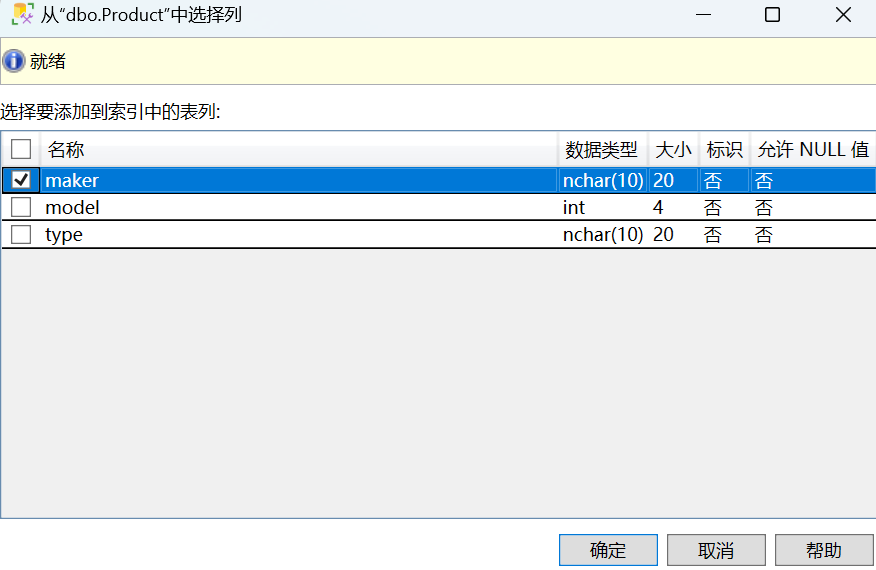 从“dbo.Product”中选择列
就绪
选择要添加到索引中的表列:
名称 数据类型 大小 标识 允许 NULL 值
maker nchar(10) 20 否 否
model int 4 否 否
type nchar(10) 20 否 否
确定 取消 帮助